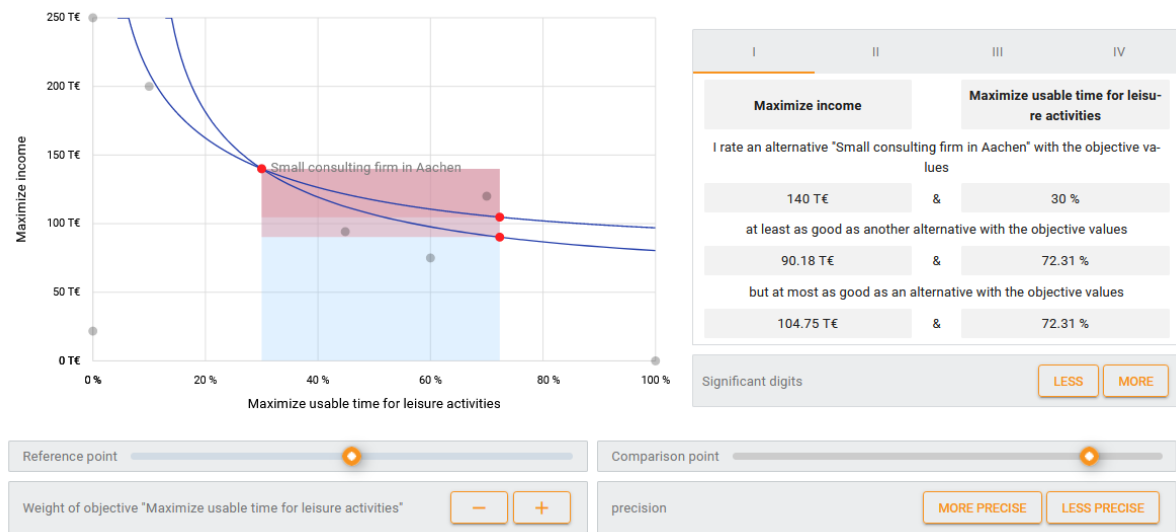 250 T€
200 T€
150 T€
100 T€
50 T€
0 T€
Maximize income
Small consulting firm in Aachen
0 %
20 %
40 %
60 %
80 %
100 %
Maximize usable time for leisure activities
I
II
III
IV
Maximize income
&
Maximize usable time for leisu-
re activities
I rate an alternative "Small consulting firm in Aachen" with the objective va-
lues
140 T€ & 30 %
at least as good as another alternative with the objective values
90.18 T€ & 72.31 %
but at most as good as an alternative with the objective values
104.75 T€ & 72.31 %
Significant digits
LESS
MORE
Reference point
Comparison point
Weight of objective "Maximize usable time for leisure activities"
−
+
precision
MORE PRECISE
LESS PRECISE